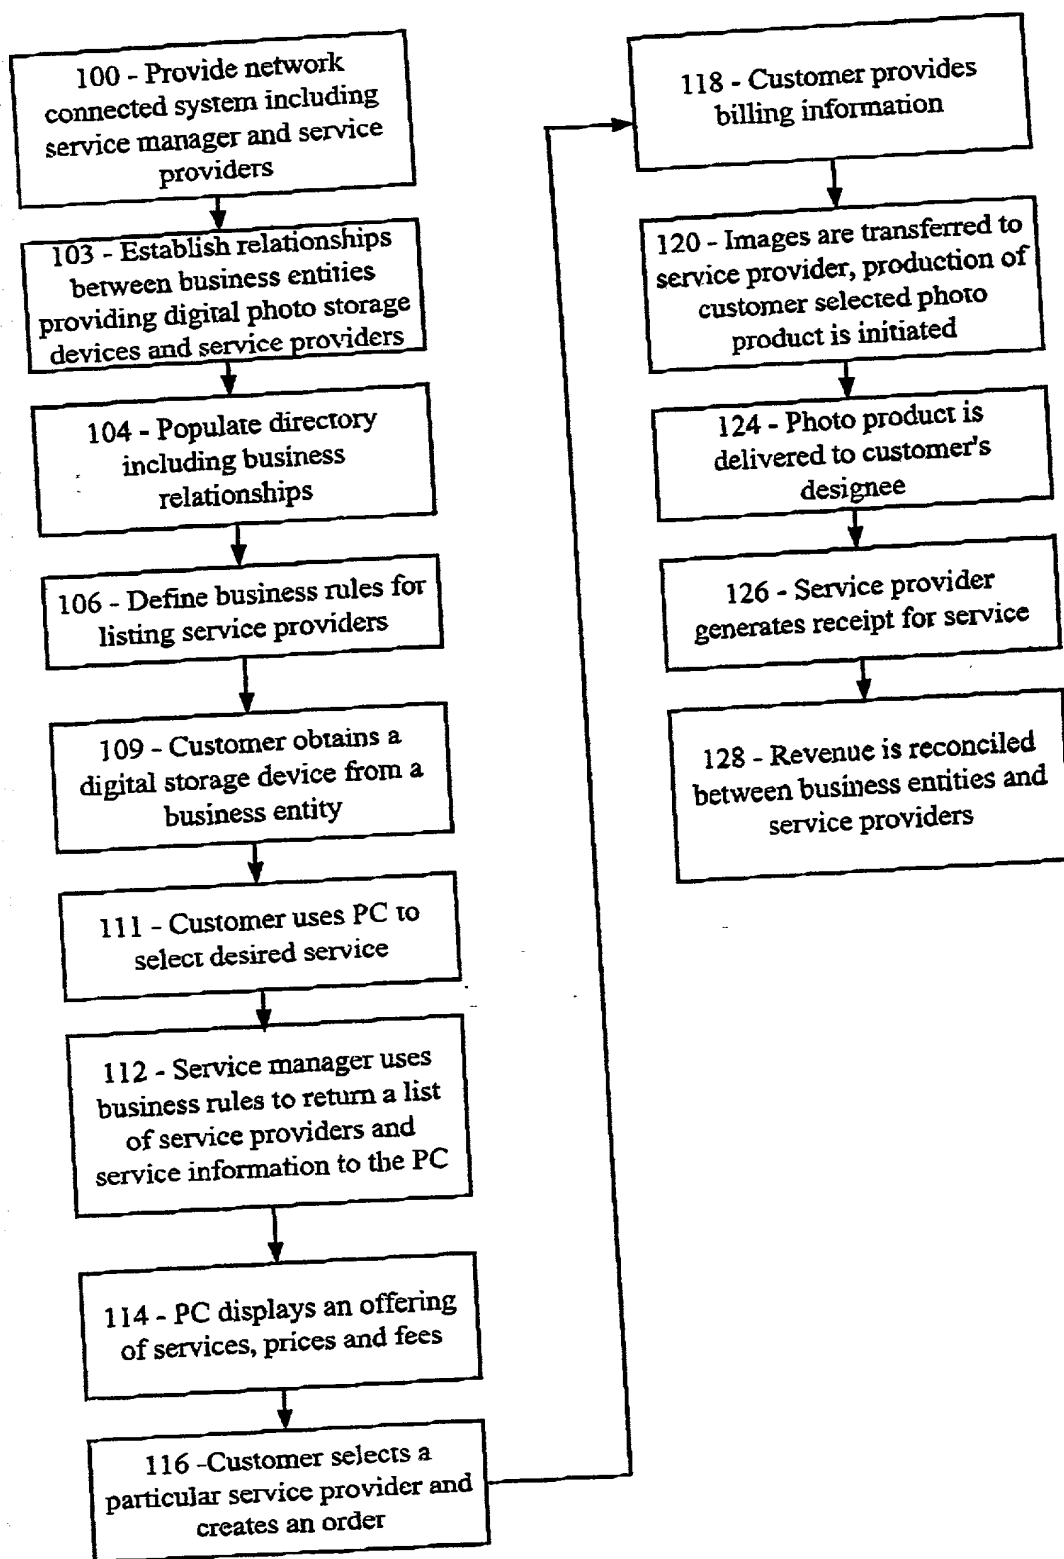 100 - Provide network
connected system including
service manager and service
providers
103 - Establish relationships
between business entities
providing digital photo storage
devices and service providers
104 - Populate directory
including business
relationships
106 - Define business rules for
listing service providers
109 - Customer obtains a
digital storage device from a
business entity
111 - Customer uses PC to
select desired service
112 - Service manager uses
business rules to return a list
of service providers and
service information to the PC
114 - PC displays an offering
of services, prices and fees
116 -Customer selects a
particular service provider and
creates an order
118 - Customer provides
billing information
120 - Images are transferred to
service provider, production of
customer selected photo
product is initiated
124 - Photo product is
delivered to customer's
designee
126 - Service provider
generates receipt for service
128 - Revenue is reconciled
between business entities and
service providers